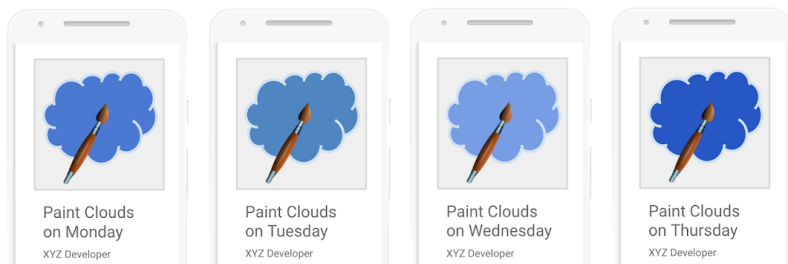 Paint Clouds
on Monday
XYZ Developer
Paint Clouds
on Tuesday
XYZ Developer
Paint Clouds
on Wednesday
XYZ Developer
Paint Clouds
on Thursday
XYZ Developer